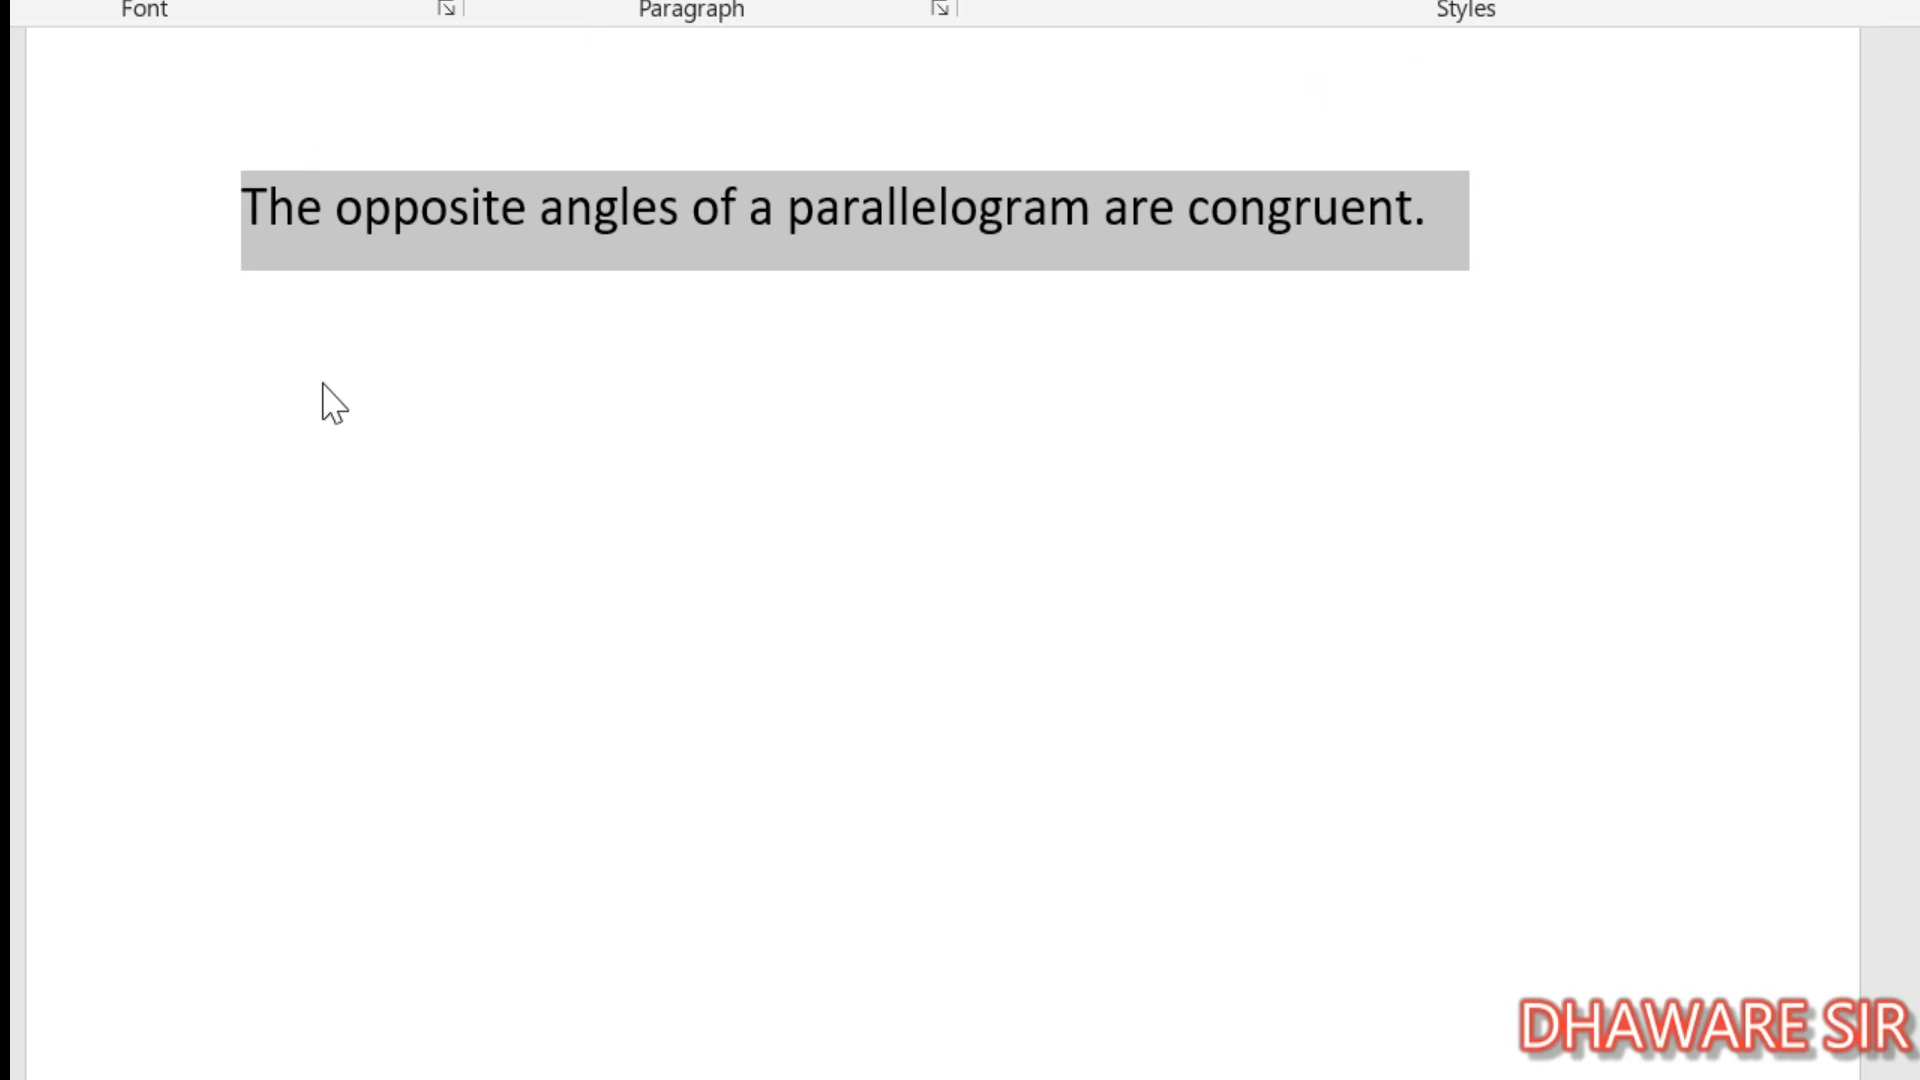 Font Paragraph Styles
The opposite angles of a parallelogram are congruent.
DHAWARE SIR